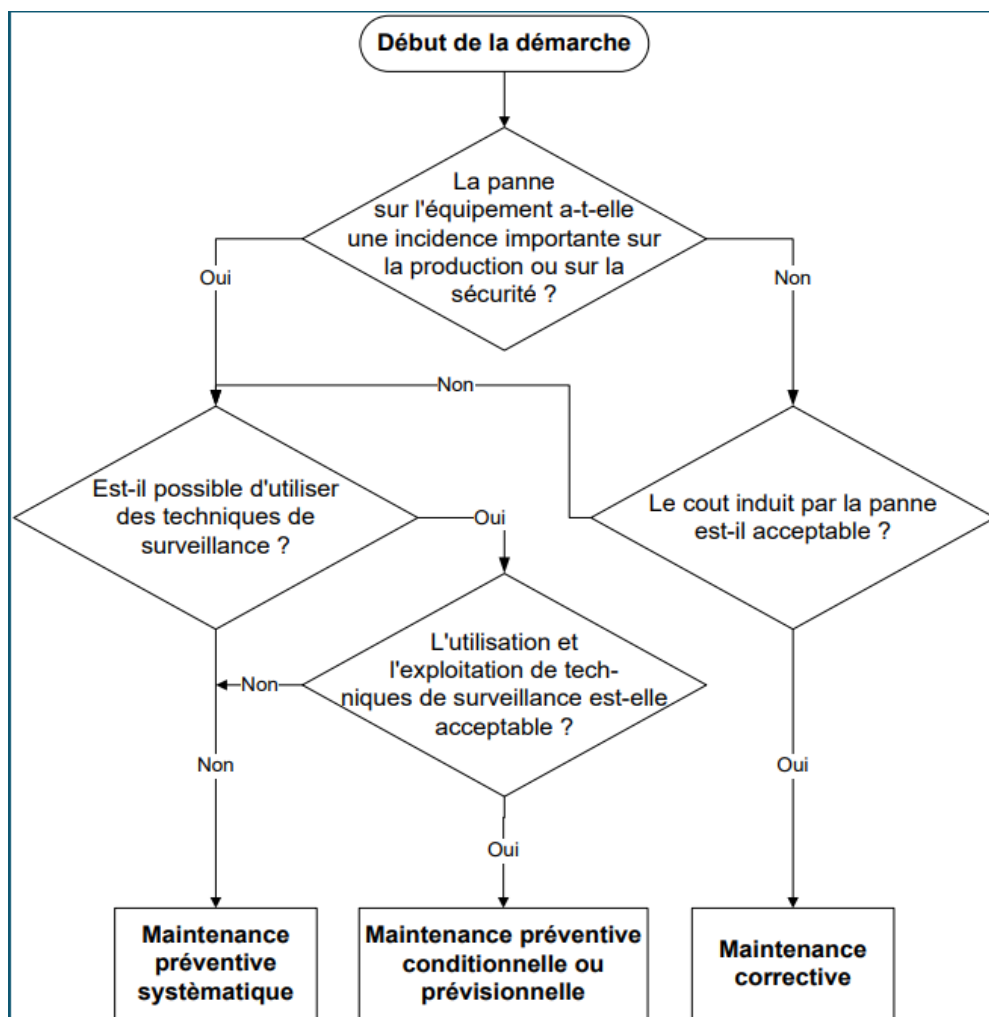 Début de la démarche
La panne
sur l'équipement a-t-elle
une incidence importante sur
la production ou sur la
sécurité ?
Oui
Non
Non
Est-il possible d'utiliser
des techniques de
surveillance ?
Oui
Le cout induit par la panne
est-il acceptable ?
L'utilisation et
l'exploitation de tech-
niques de surveillance est-elle
acceptable ?
Non
Non
Oui
Oui
Maintenance
préventive
systèmatique
Maintenance préventive
conditionnelle ou
prévisionnelle
Maintenance
corrective